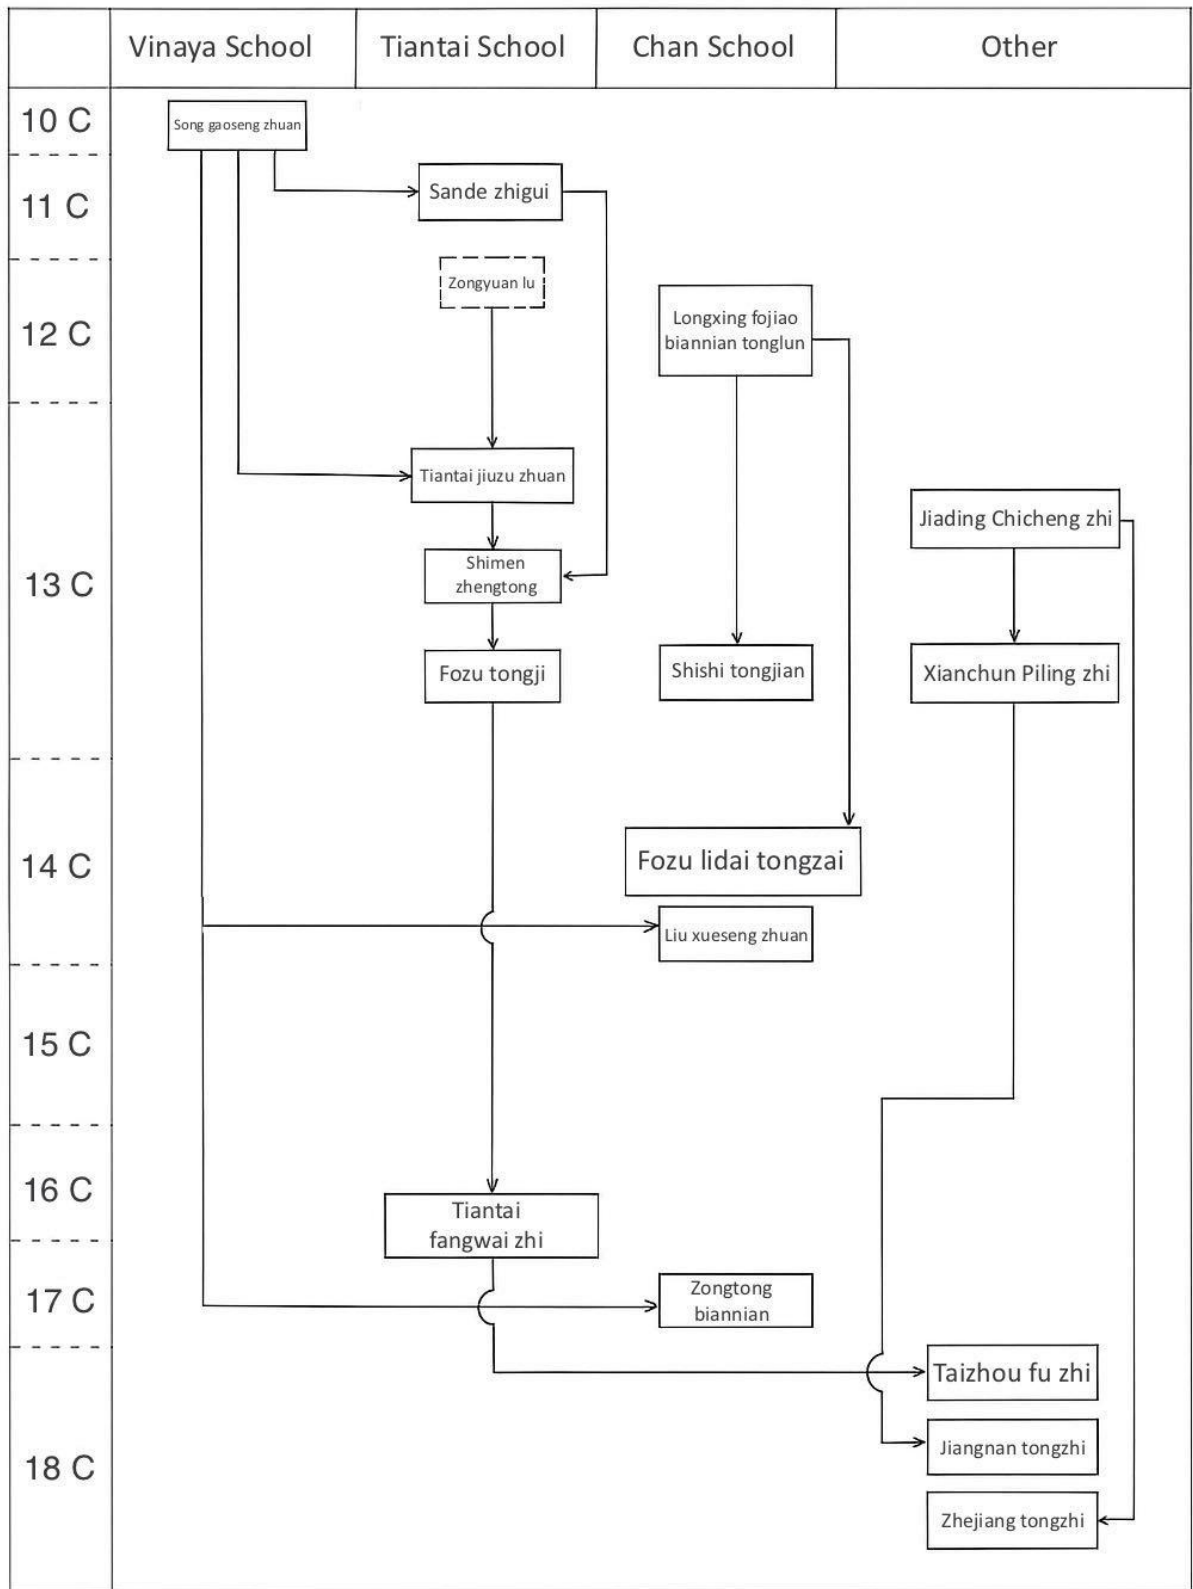 Vinaya School
Tiantai School
Chan School
Other
10 C
Song gaoseng zhuan
11 C
Sande zhigui
12 C
Zongyuan lu
Longxing fojiao
biannian tonglun
13 C
Tiantai jiuzu zhuan
Jiading Chicheng zhi
Shimen
zhengtong
Fozu tongji
Shishi tongjian
Xianchun Piling zhi
14 C
Fozu lidai tongzai
Liu xueseng zhuan
15 C
16 C
Tiantai
fangwai zhi
17 C
Zongtong
biannian
18 C
Taizhou fu zhi
Jiangnan tongzhi
Zhejiang tongzhi